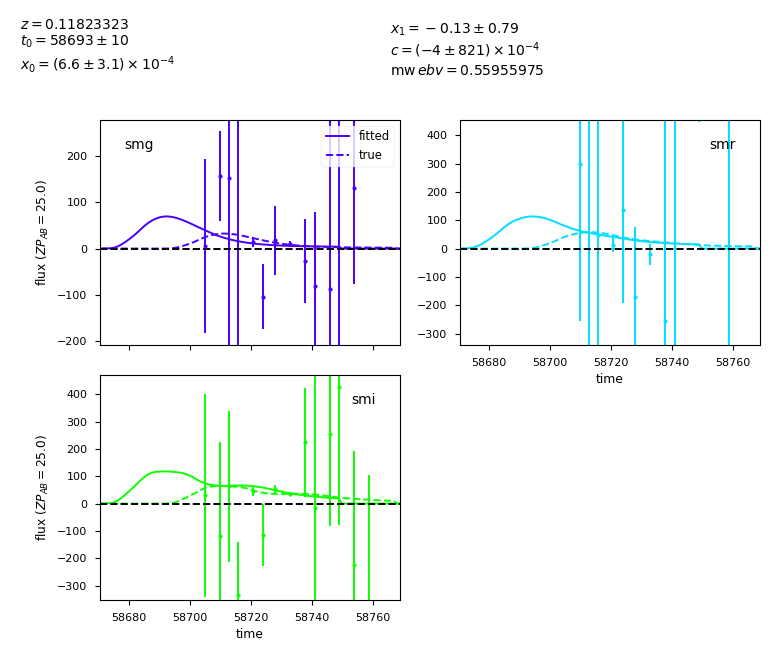 z = 0.11823323
t₀ = 58693 ± 10
x₀ = (6.6 ± 3.1) × 10⁻⁴
x₁ = −0.13 ± 0.79
c = (−4 ± 821) × 10⁻⁴
mw ebv = 0.55955975
smg
fitted
true
200
100
0
−100
−200
flux (ZP_AB = 25.0)
smr
400
300
200
100
0
−100
−200
−300
58680 58700 58720 58740 58760
time
smi
400
300
200
100
0
−100
−200
−300
flux (ZP_AB = 25.0)
58680 58700 58720 58740 58760
time